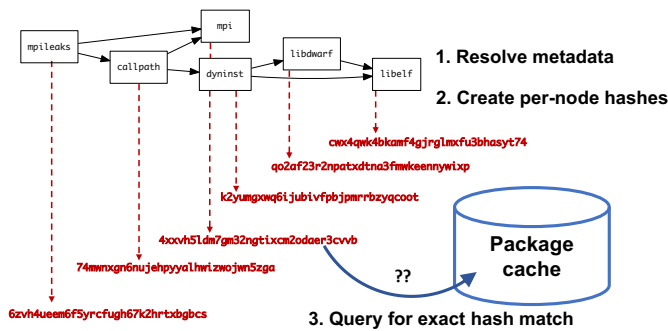 mpi
mpileaks
libdwarf
callpath
dyninst
libelf
1. Resolve metadata
2. Create per-node hashes
cwx4qwk4bkamf4gjrglmxfu3bhasyt74
qo2af23r2npatxdtna3fmwkeennywixp
k2yumgxwq6ijubivfpbjpmrrbzyqcoot
4xxvh5ldm7gm32ngtixcm2odaer3cvvb
74mwnxgn6nujehpyyalhwizwojwn5zga
6zvh4ueem6f5yrcfugh67k2hrtxbgbcs
??
Package
cache
3. Query for exact hash match